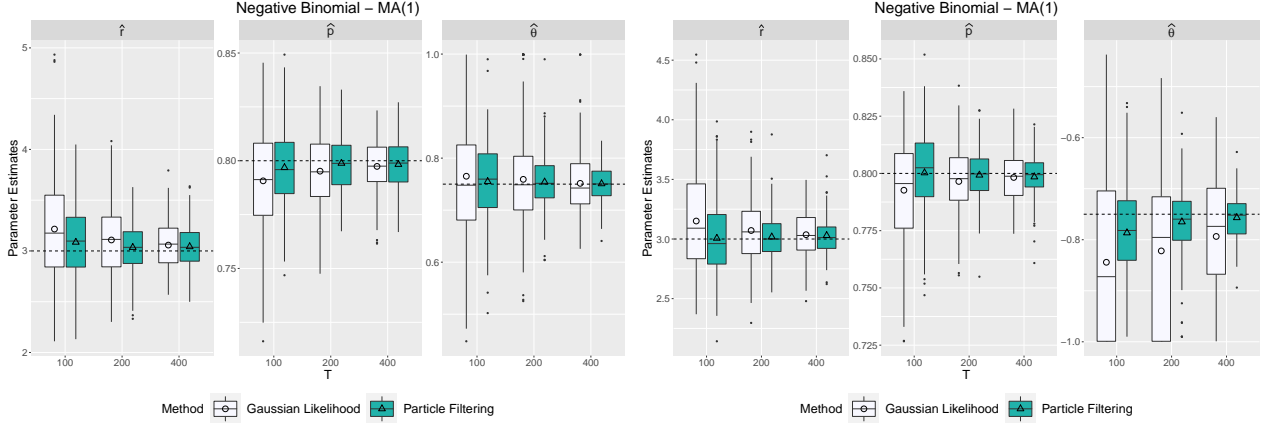 Negative Binomial − MA(1)
r̂ p̂ θ̂
Parameter Estimates
5
4
3
2
0.85
0.80
0.75
1.0
0.8
0.6
100 200 400 100 200 400 100 200 400
T
Method Gaussian Likelihood Particle Filtering
Negative Binomial − MA(1)
r̂ p̂ θ̂
Parameter Estimates
4.5
4.0
3.5
3.0
2.5
0.850
0.825
0.800
0.775
0.750
0.725
−0.6
−0.8
−1.0
100 200 400 100 200 400 100 200 400
T
Method Gaussian Likelihood Particle Filtering